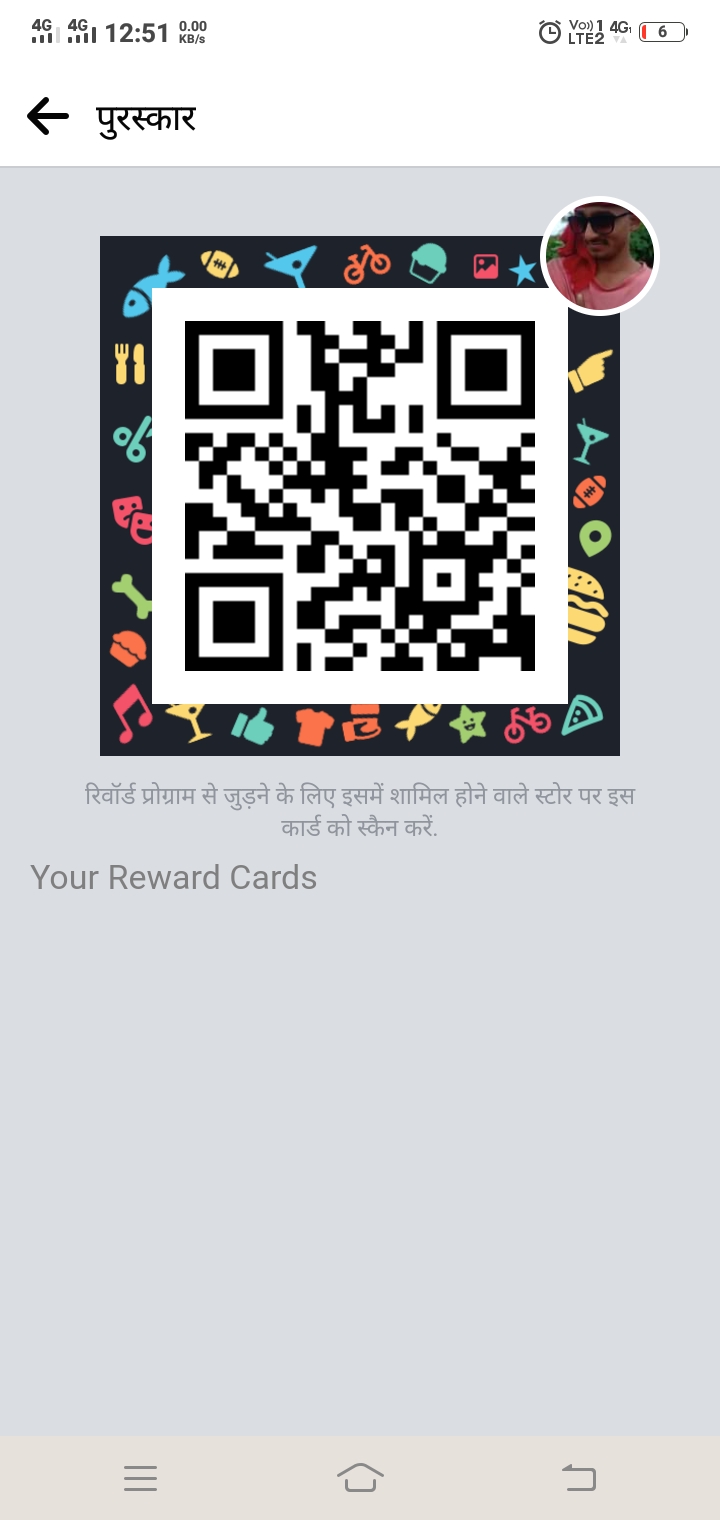 4G 4G 12:51 0.00 KB/s Vo)) 1 LTE2 4G 6
पुरस्कार
रिवॉर्ड प्रोग्राम से जुड़ने के लिए इसमें शामिल होने वाले स्टोर पर इस
कार्ड को स्कैन करें.
Your Reward Cards